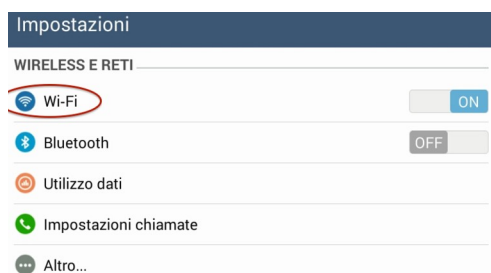 Impostazioni
WIRELESS E RETI
Wi-Fi
ON
Bluetooth
OFF
Utilizzo dati
Impostazioni chiamate
Altro...